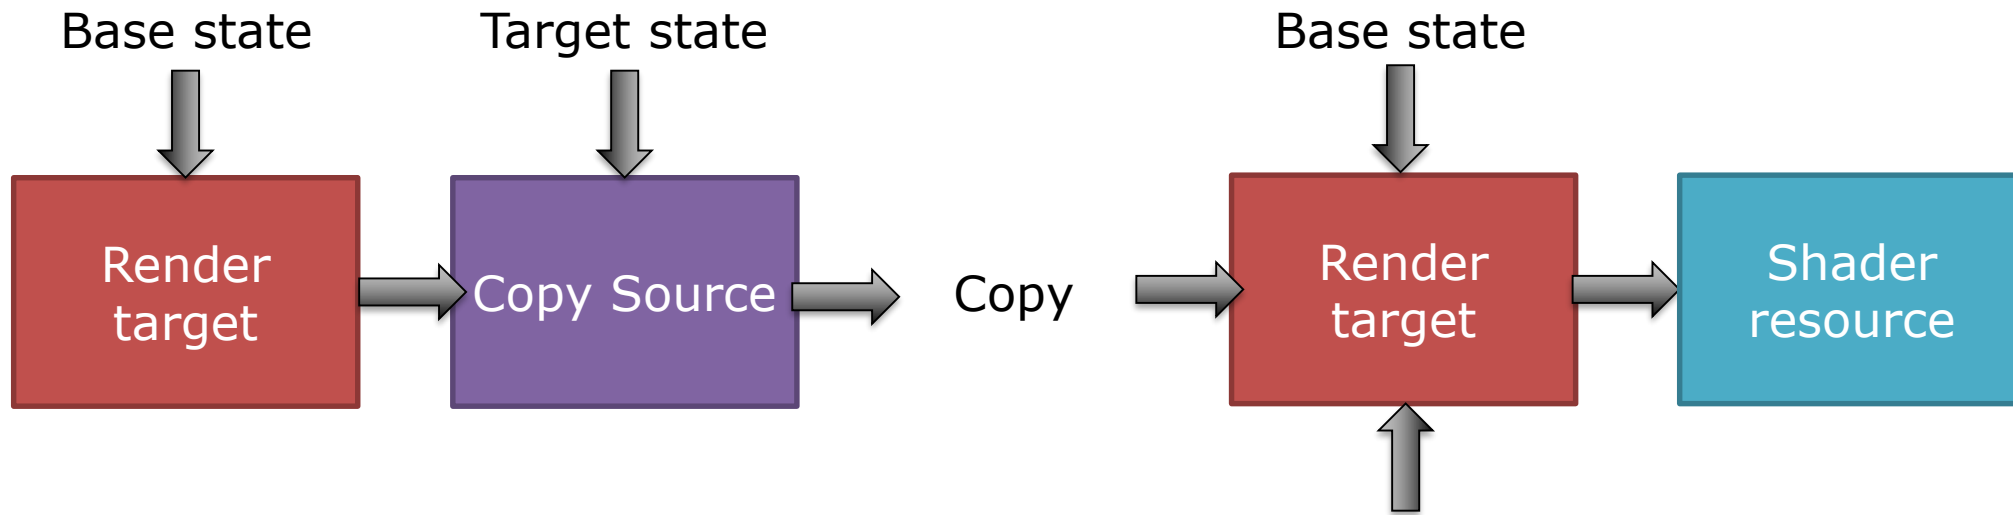 Base state
Target state
Base state
Render
target
Copy Source
Copy
Render
target
Shader
resource